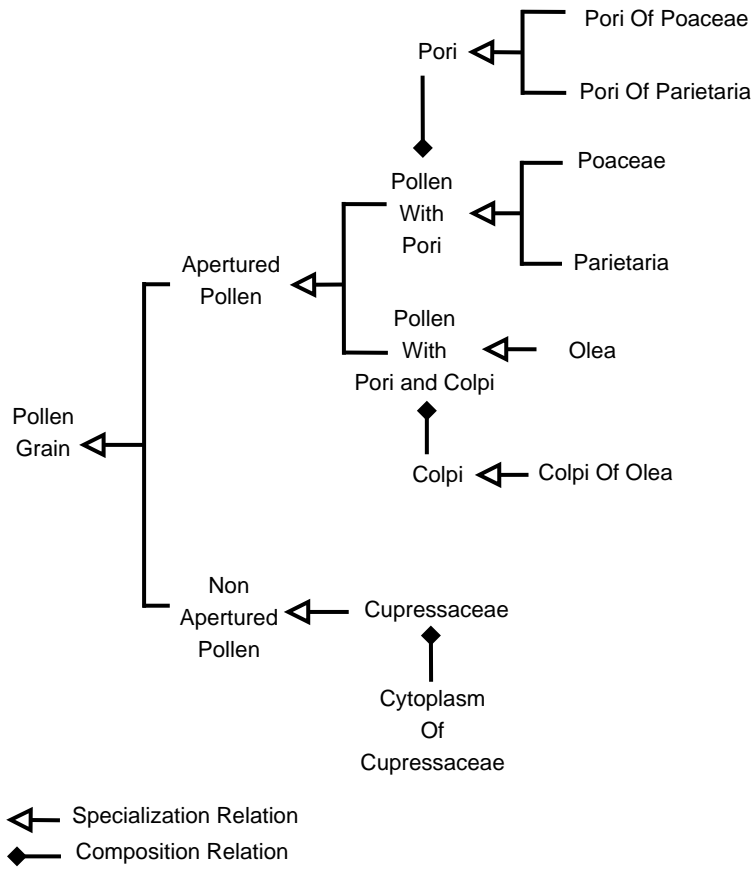 Pori Of Poaceae
Pori
Pori Of Parietaria
Pollen
With
Pori
Poaceae
Parietaria
Apertured
Pollen
Pollen
With
Pori and Colpi
Olea
Pollen
Grain
Colpi
Colpi Of Olea
Non
Apertured
Pollen
Cupressaceae
Cytoplasm
Of
Cupressaceae
Specialization Relation
Composition Relation